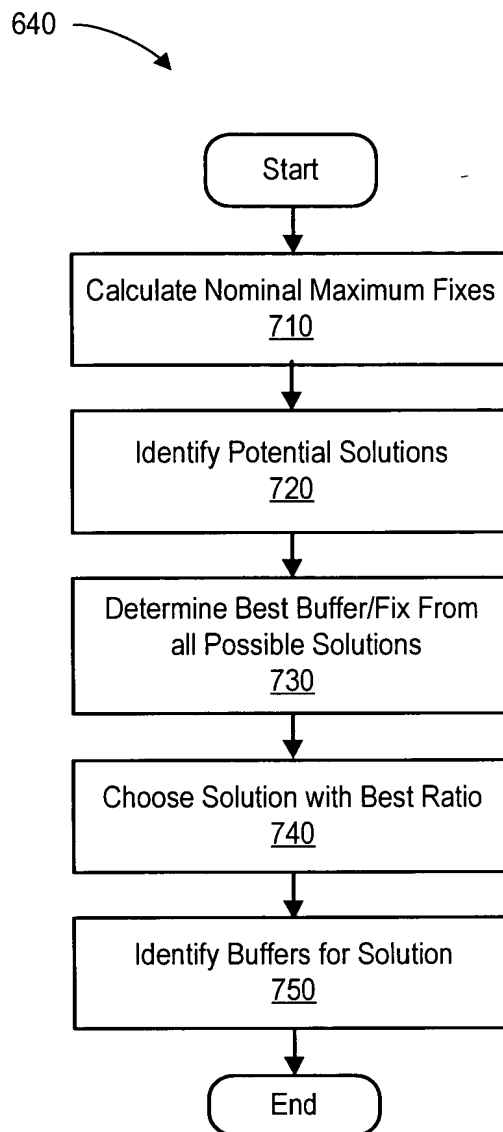 640
Start
Calculate Nominal Maximum Fixes
710
Identify Potential Solutions
720
Determine Best Buffer/Fix From
all Possible Solutions
730
Choose Solution with Best Ratio
740
Identify Buffers for Solution
750
End